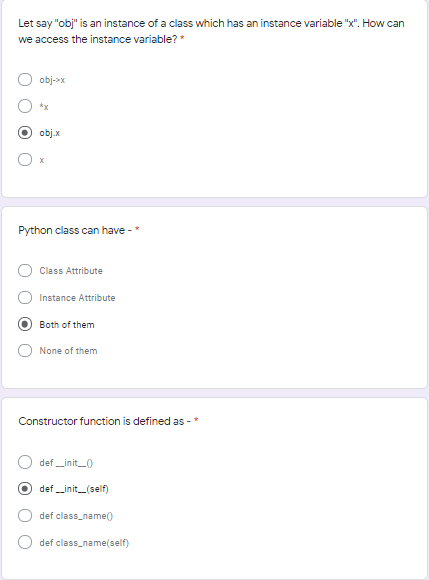 Let say "obj" is an instance of a class which has an instance variable "x". How can
we access the instance variable? *
obj->x
*x
obj.x
x
Python class can have - *
Class Attribute
Instance Attribute
Both of them
None of them
Constructor function is defined as - *
def __init__()
def __init__(self)
def class_name()
def class_name(self)